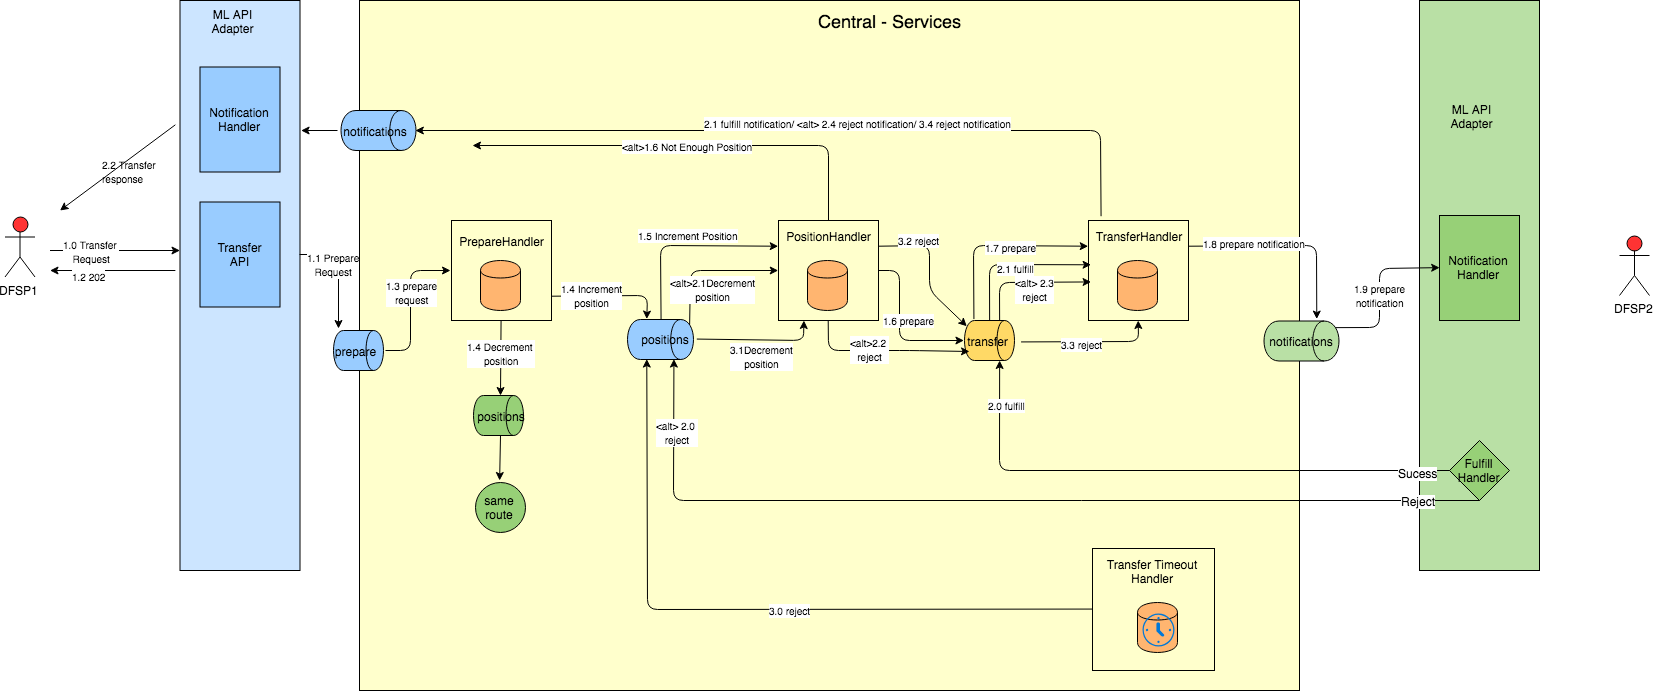 ML API
Adapter
Central - Services
Notification
Handler
notifications
2.1 fulfill notification/ <alt> 2.4 reject notification/ 3.4 reject notification
<alt>1.6 Not Enough Position
ML API
Adapter
2.2 Transfer
response
DFSP1
1.0 Transfer
Request
1.2 202
Transfer
API
1.1 Prepare
Request
prepare
1.3 prepare
request
PrepareHandler
1.4 Increment
position
1.4 Decrement
position
positions
same
route
positions
1.5 Increment Position
<alt>2.1Decrement
position
3.1Decrement
position
PositionHandler
3.2 reject
1.6 prepare
<alt>2.2
reject
transfer
1.7 prepare
2.1 fulfill
<alt> 2.3
reject
3.3 reject
TransferHandler
1.8 prepare notification
notifications
1.9 prepare
notification
Notification
Handler
DFSP2
2.0 fulfill
<alt> 2.0
reject
Sucess
Reject
Fulfill
Handler
3.0 reject
Transfer Timeout
Handler